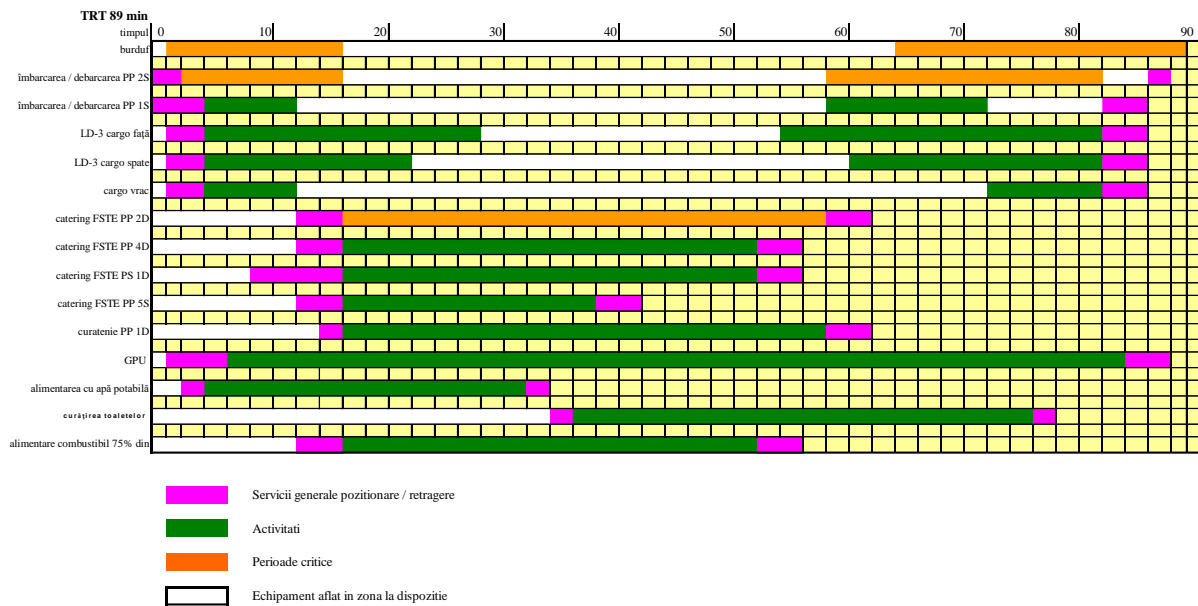 TRT 89 min
timpul 0 10 20 30 40 50 60 70 80 90
burduf
îmbarcarea / debarcarea PP 2S
îmbarcarea / debarcarea PP 1S
LD-3 cargo față
LD-3 cargo spate
cargo vrac
catering FSTE PP 2D
catering FSTE PP 4D
catering FSTE PS 1D
catering FSTE PP 5S
curatenie PP 1D
GPU
alimentarea cu apă potabilă
curățirea toaletelor
alimentare combustibil 75% din
Servicii generale pozitionare / retragere
Activitati
Perioade critice
Echipament aflat in zona la dispozitie